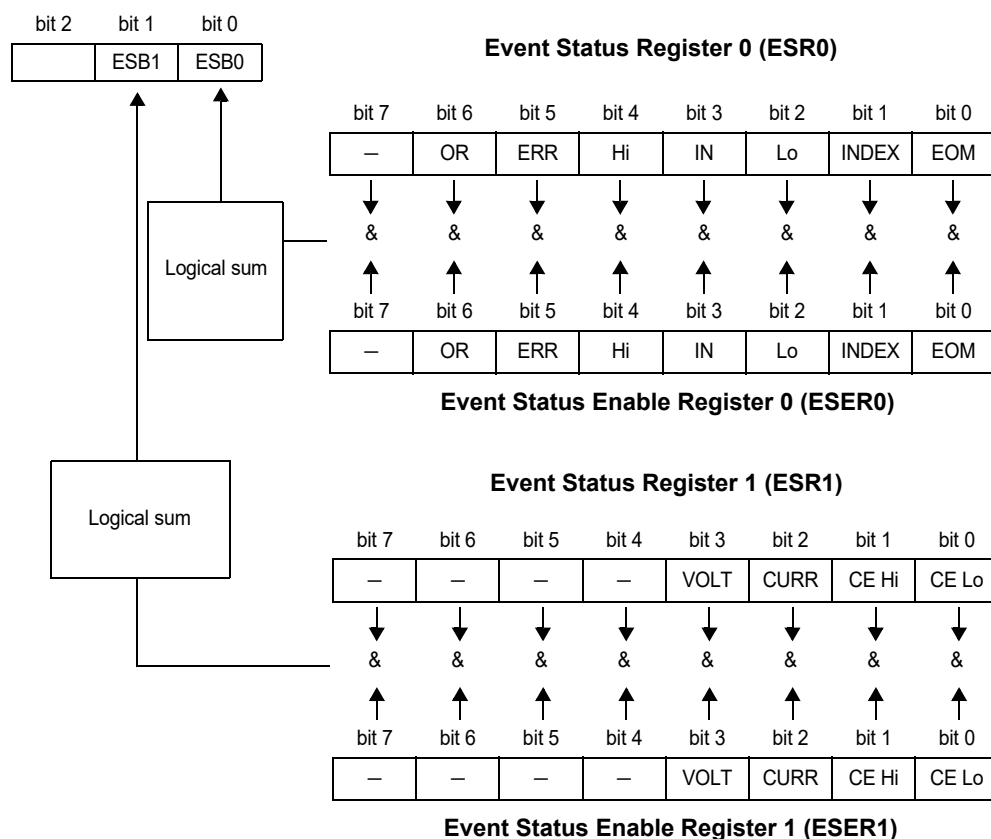 bit 2 bit 1 bit 0
ESB1 ESB0
Event Status Register 0 (ESR0)
bit 7 bit 6 bit 5 bit 4 bit 3 bit 2 bit 1 bit 0
— OR ERR Hi IN Lo INDEX EOM
& & & & & & & &
Logical sum
bit 7 bit 6 bit 5 bit 4 bit 3 bit 2 bit 1 bit 0
— OR ERR Hi IN Lo INDEX EOM
Event Status Enable Register 0 (ESER0)
Event Status Register 1 (ESR1)
Logical sum
bit 7 bit 6 bit 5 bit 4 bit 3 bit 2 bit 1 bit 0
— — — — VOLT CURR CE Hi CE Lo
& & & & & & & &
bit 7 bit 6 bit 5 bit 4 bit 3 bit 2 bit 1 bit 0
— — — — VOLT CURR CE Hi CE Lo
Event Status Enable Register 1 (ESER1)